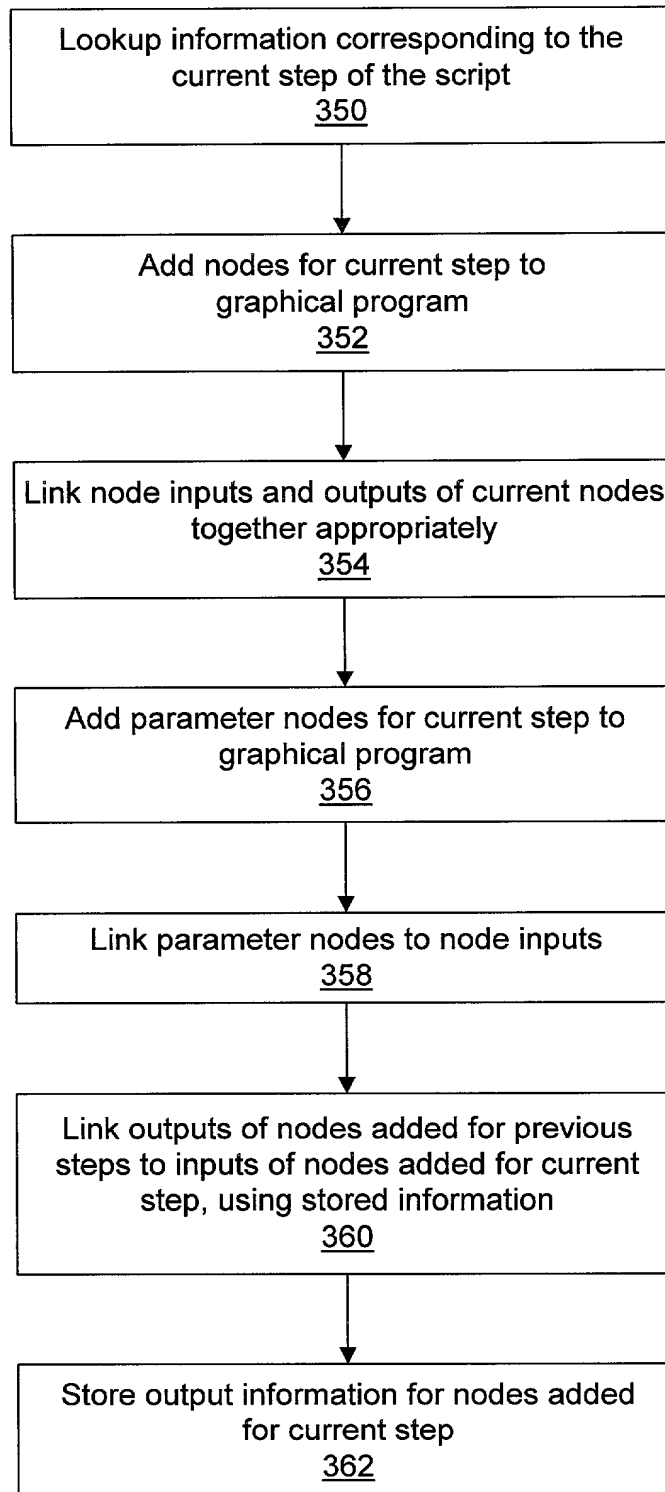 Lookup information corresponding to the
current step of the script
350
Add nodes for current step to
graphical program
352
Link node inputs and outputs of current nodes
together appropriately
354
Add parameter nodes for current step to
graphical program
356
Link parameter nodes to node inputs
358
Link outputs of nodes added for previous
steps to inputs of nodes added for current
step, using stored information
360
Store output information for nodes added
for current step
362